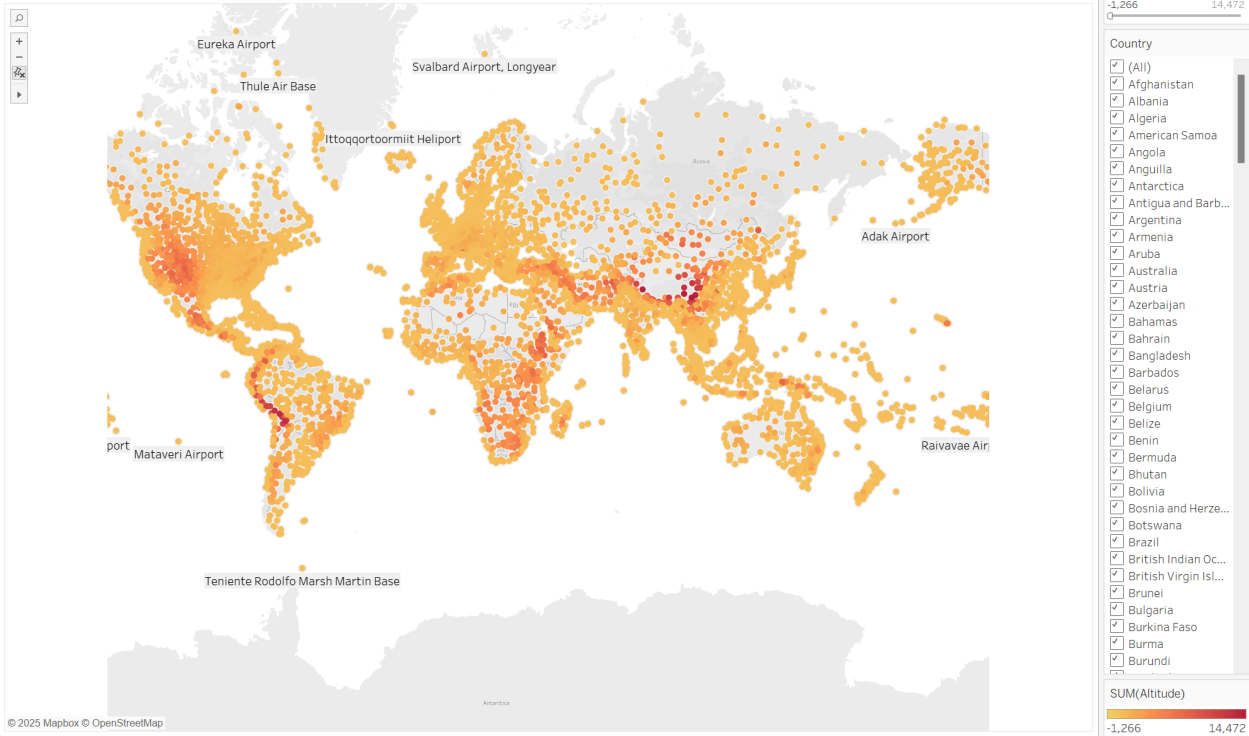 -1,266 14,472
Eureka Airport
Svalbard Airport, Longyear
Thule Air Base
Ittoqqortoormiit Heliport
Russia
Adak Airport
port
Mataveri Airport
Raivavae Air
Teniente Rodolfo Marsh Martin Base
Antarctica
© 2025 Mapbox © OpenStreetMap
Country
(All)
Afghanistan
Albania
Algeria
American Samoa
Angola
Anguilla
Antarctica
Antigua and Barb...
Argentina
Armenia
Aruba
Australia
Austria
Azerbaijan
Bahamas
Bahrain
Bangladesh
Barbados
Belarus
Belgium
Belize
Benin
Bermuda
Bhutan
Bolivia
Bosnia and Herze...
Botswana
Brazil
British Indian Oc...
British Virgin Isl...
Brunei
Bulgaria
Burkina Faso
Burma
Burundi
SUM(Altitude)
-1,266 14,472